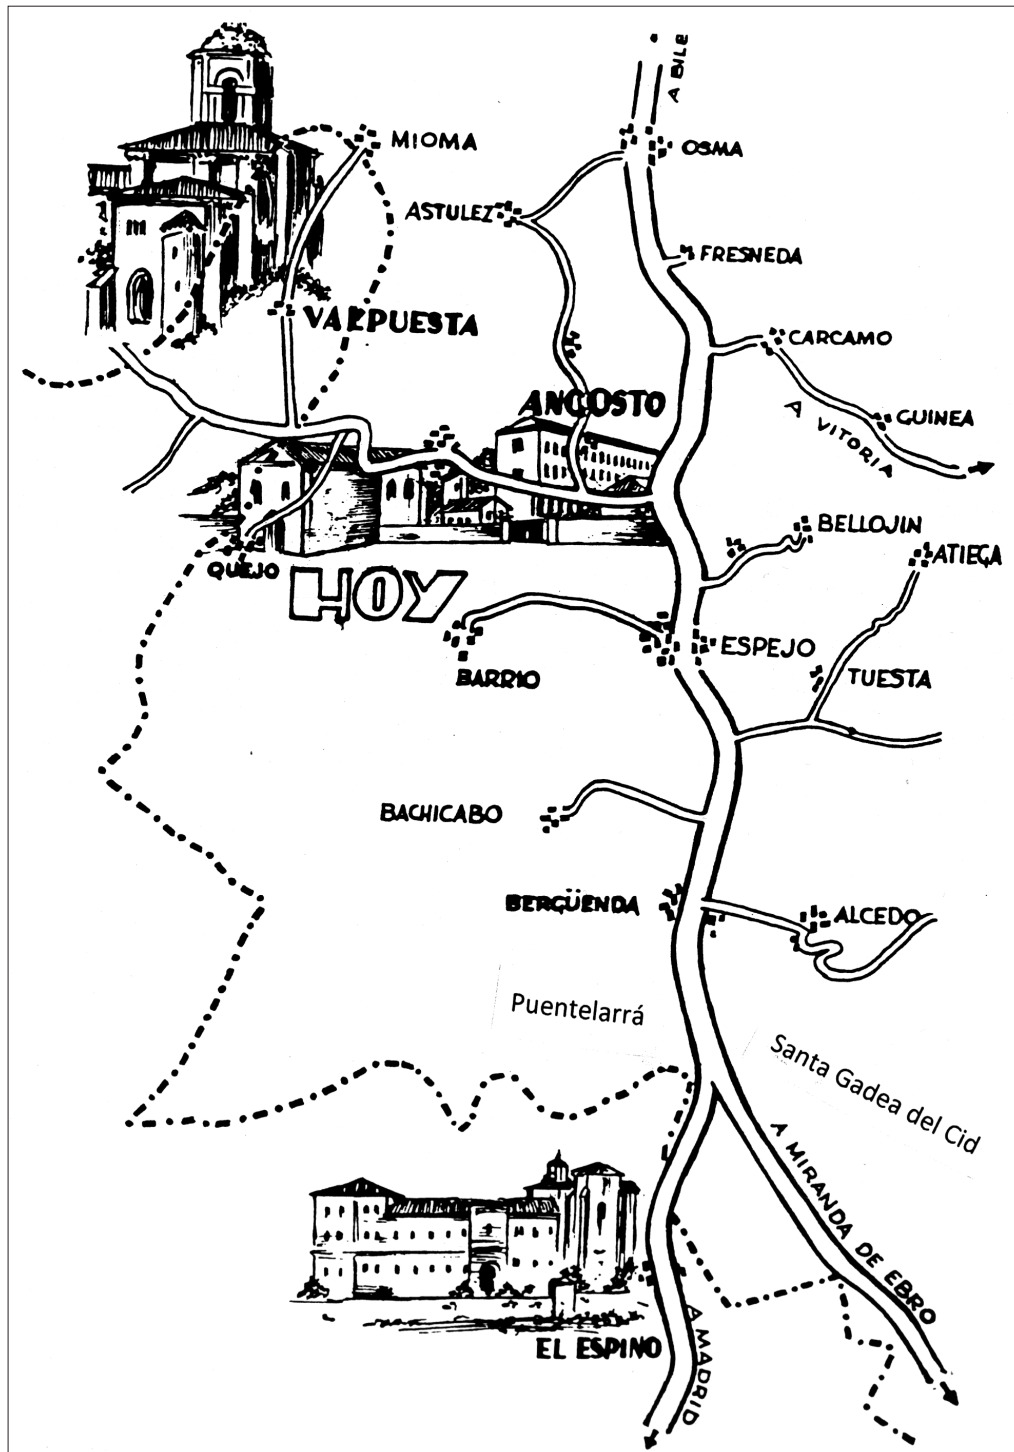 A BILB
MIOMA
OSMA
ASTULEZ
FRESNEDA
VALPUESTA
CARCAMO
ANGOSTO
GUINEA
A VITORIA
BELLOJIN
ATIEGA
QUEJO
HOY
ESPEJO
BARRIO
TUESTA
BACHICABO
BERGÜENDA
ALCEDO
Puentelarrá
Santa Gadea del Cid
A MIRANDA DE EBRO
EL ESPINO
A MADRID